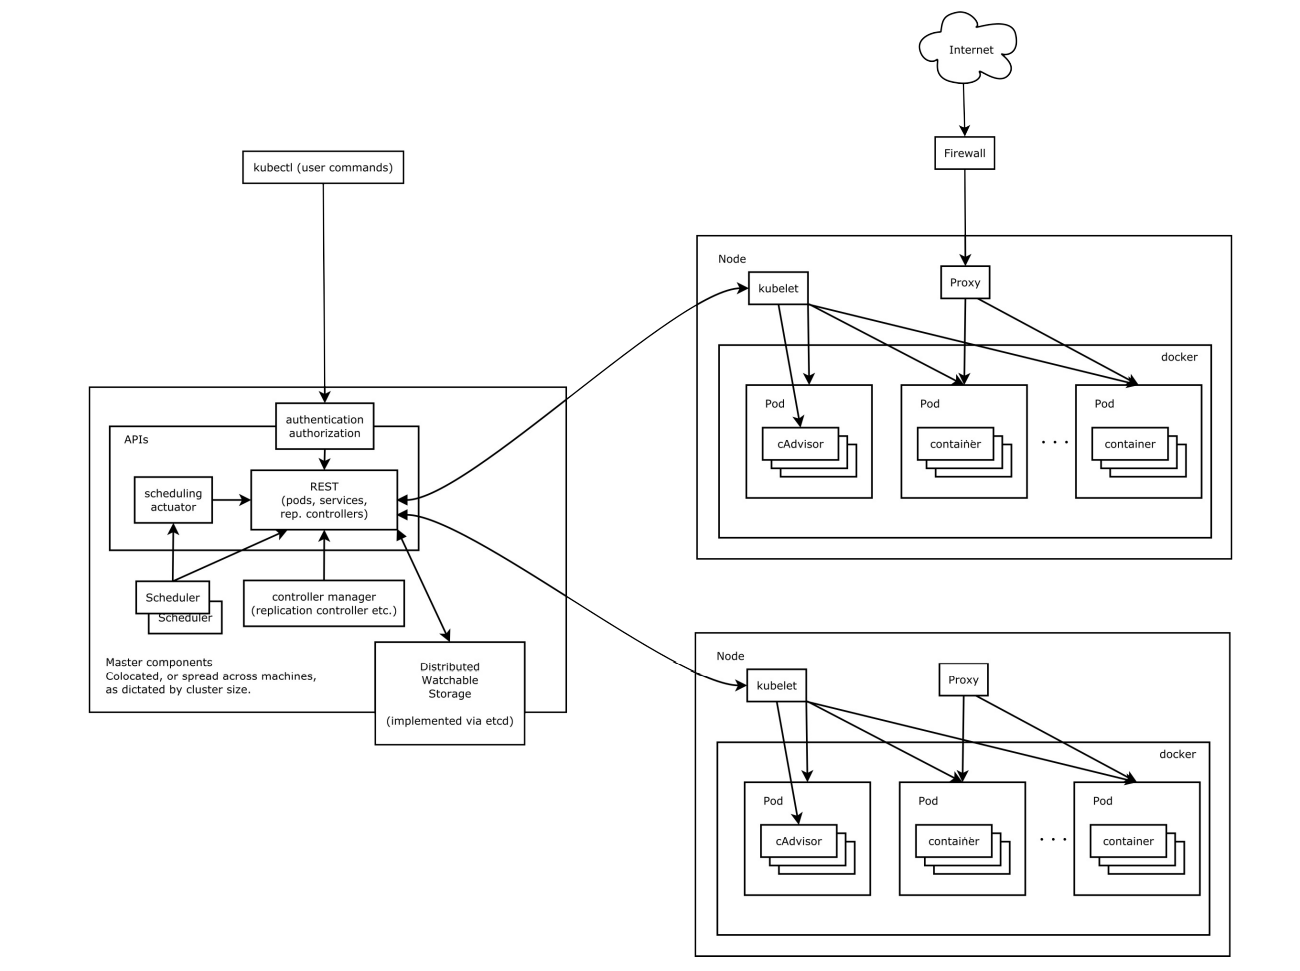 Internet
Firewall
kubectl (user commands)
Node
kubelet
Proxy
docker
Pod
cAdvisor
Pod
container
. . .
Pod
container
authentication
authorization
APIs
REST
(pods, services,
rep. controllers)
scheduling
actuator
Scheduler
Scheduler
controller manager
(replication controller etc.)
Master components
Colocated, or spread across machines,
as dictated by cluster size.
Distributed
Watchable
Storage
(implemented via etcd)
Node
kubelet
Proxy
docker
Pod
cAdvisor
Pod
container
. . .
Pod
container